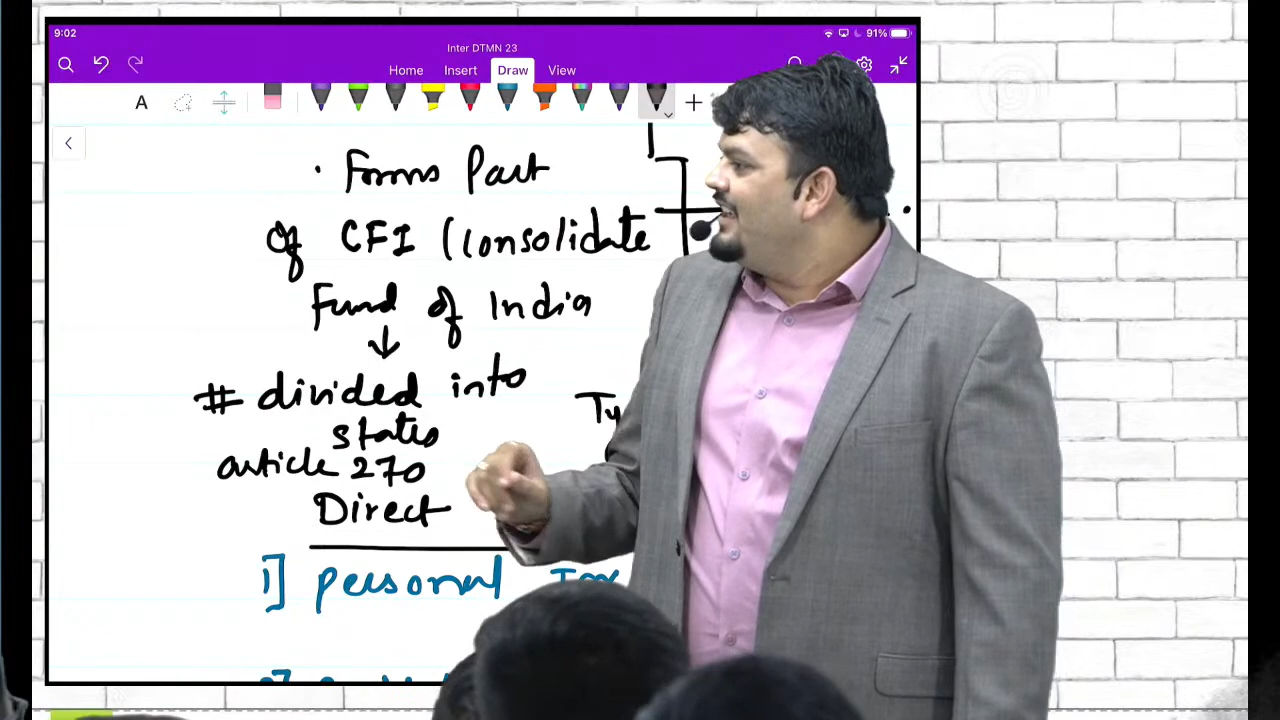 9:02
91%
Inter DTMN 23
Home Insert Draw View
A
· Forms Part
Of CFI (Consolidate
Fund of India
# divided into
states
article 270
Direct
1] Personal